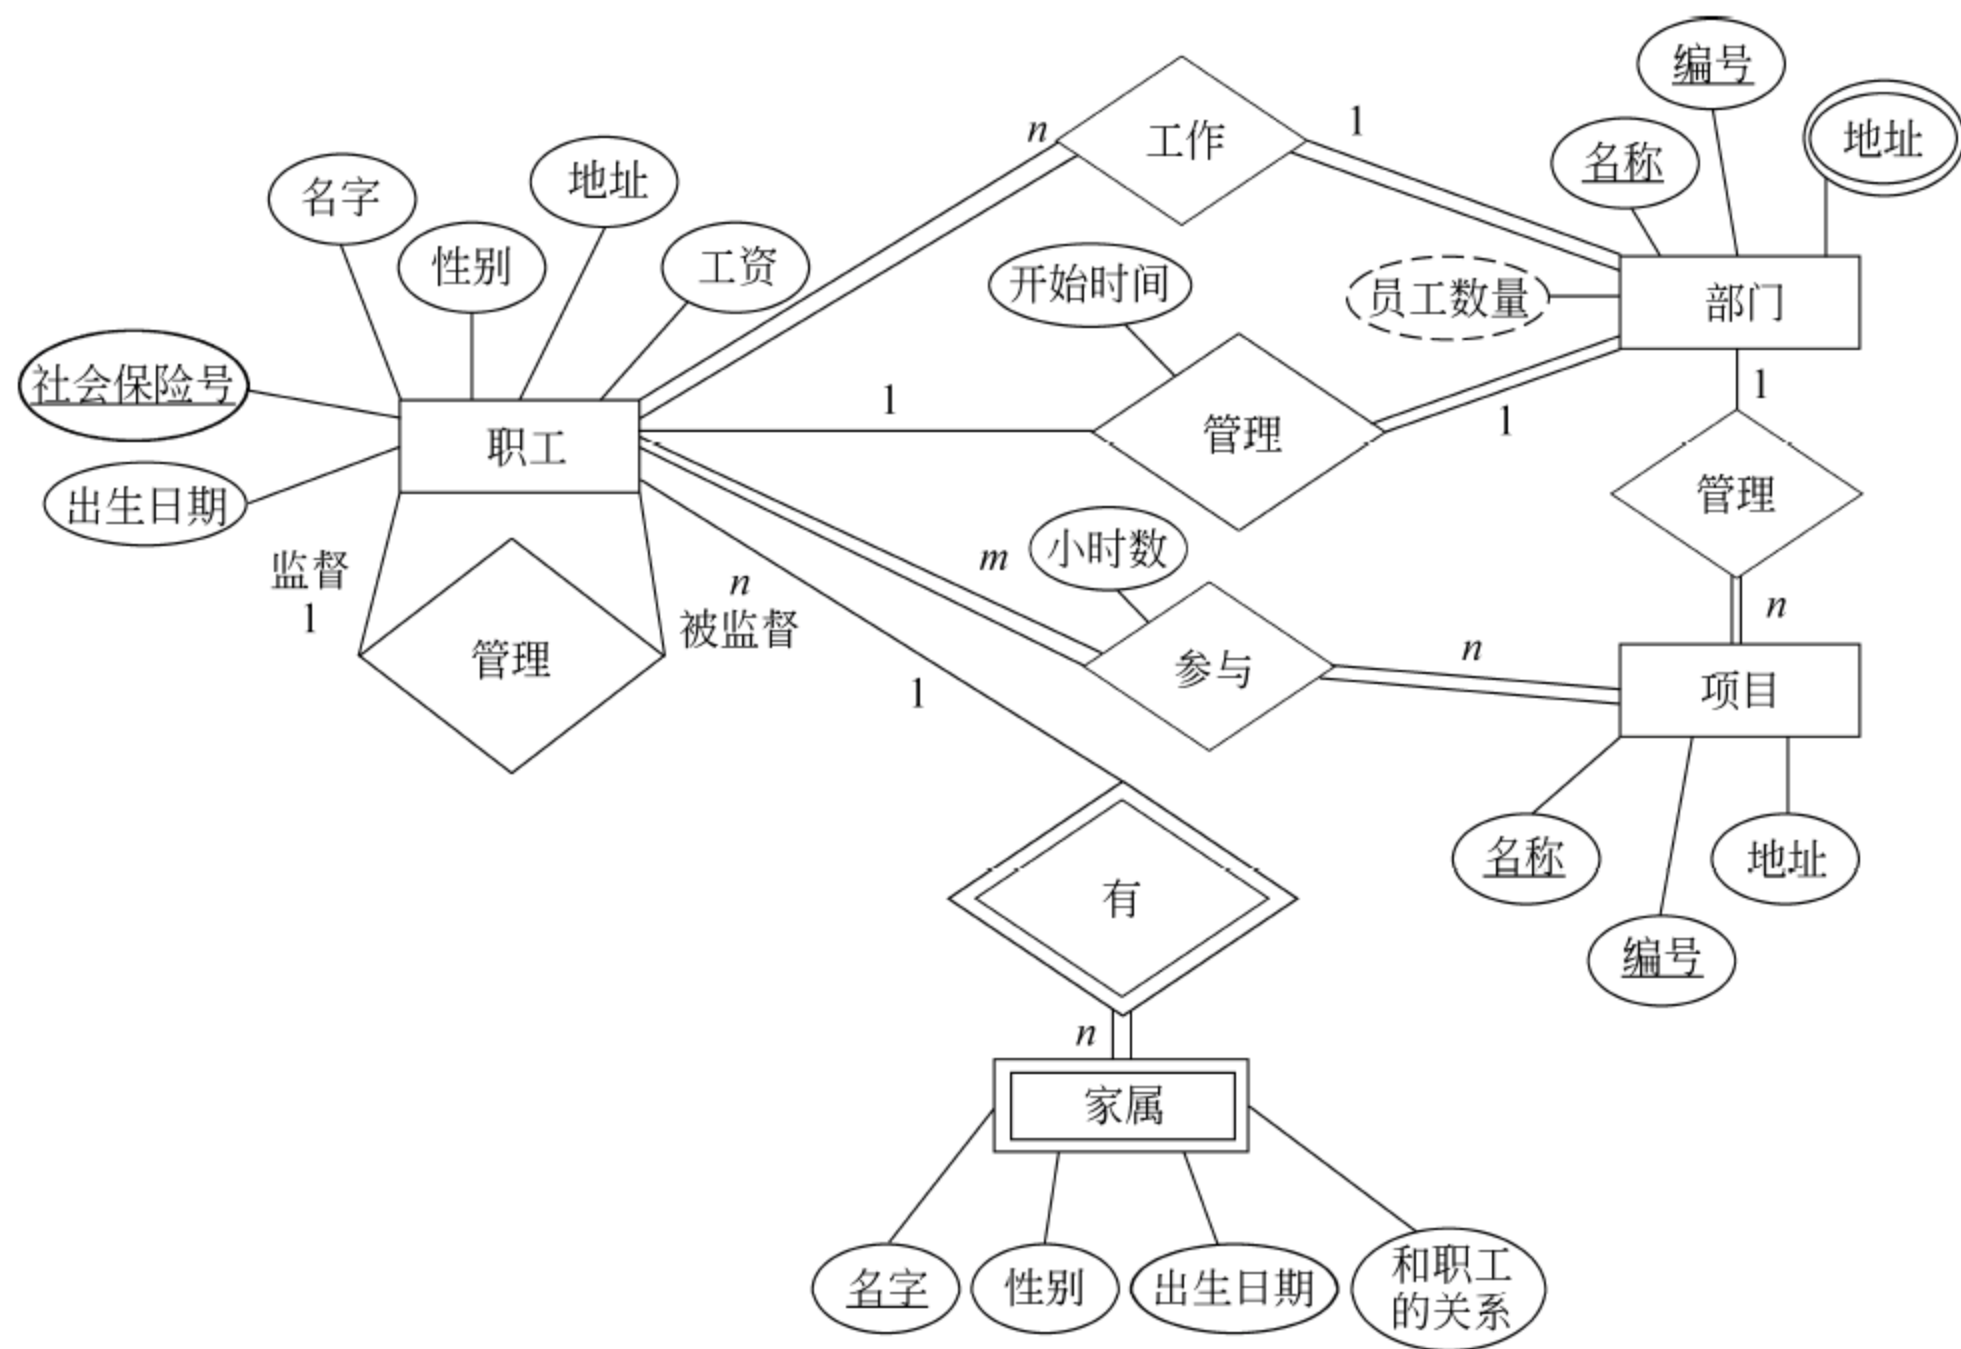 编号
n
工作
1
地址
名称
名字
地址
性别
工资
开始时间
员工数量
部门
社会保险号
1
管理
1
1
职工
出生日期
管理
监督
1
n
被监督
m
小时数
n
管理
参与
n
项目
1
名称
地址
有
编号
n
家属
名字
性别
出生日期
和职工
的关系